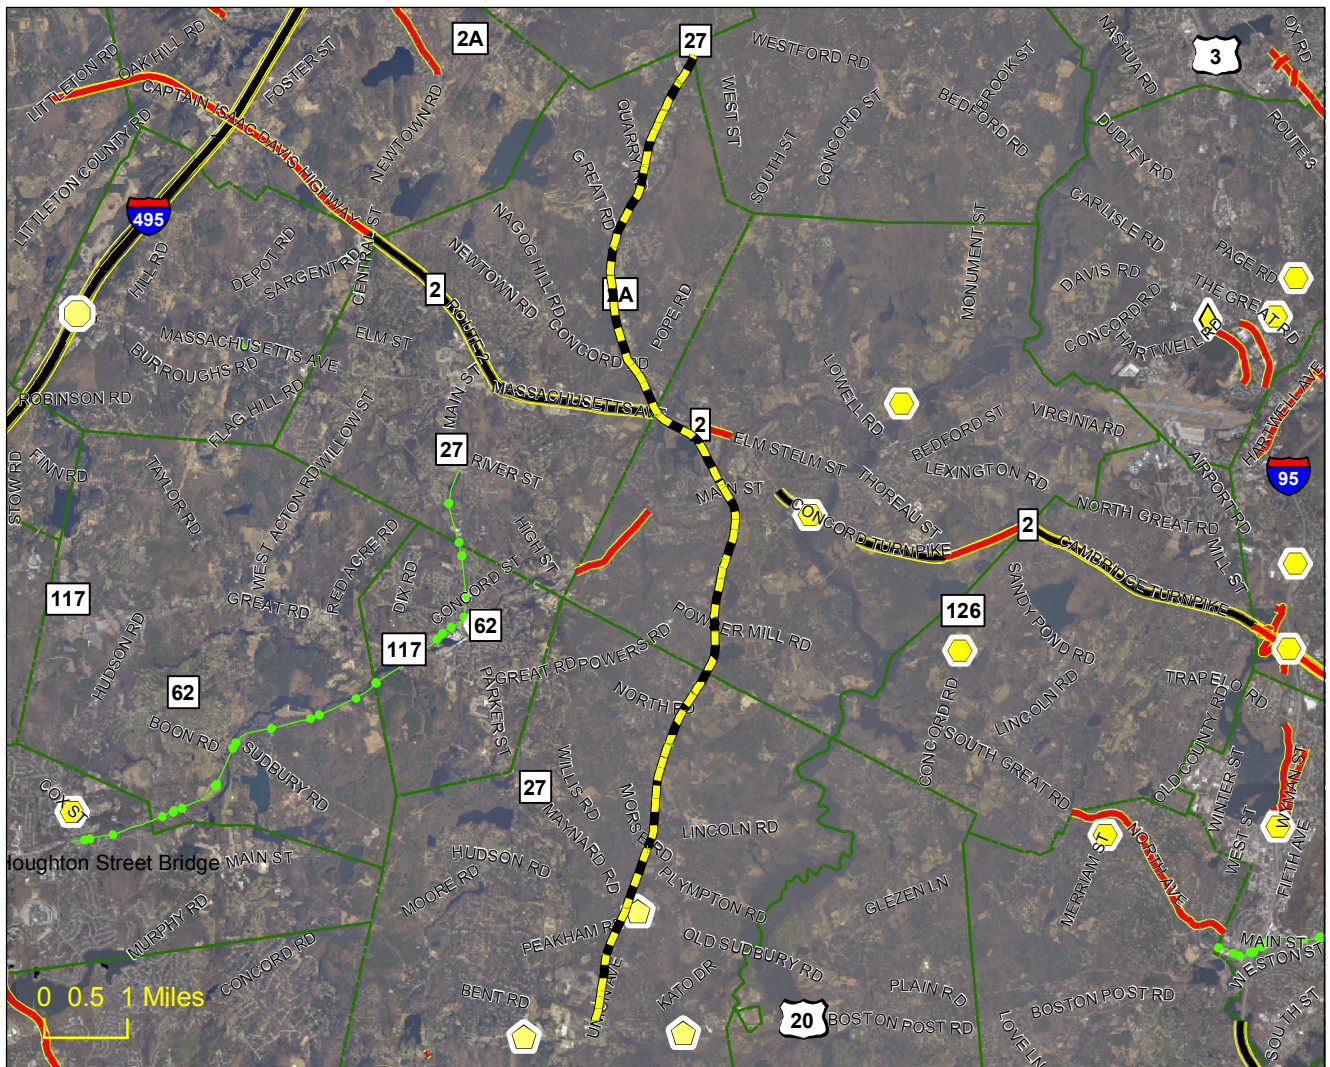 27
2A
WESTFORD RD
3
OX RD
NASHUA RD
LITTLETON RD
OAK HILL RD
FOSTER ST
BROOK ST
CAPTAIN ISAAC DAVIS HIGHWAY
NEWTOWN RD
WEST ST
CONCORD ST
BEDFORD RD
ROUTE 3
LITTLETON COUNTY RD
GREAT RD
SOUTH ST
DUDLEY RD
495
CENTRAL ST
NAGOG HILL RD
CARLISLE RD
MONUMENT ST
HILL RD
DEPOT RD
SARGENT RD
NEWTOWN RD
PAGE RD
DAVIS RD
THE GREAT RD
2
CONCORD RD
POPE RD
ROUTE 2
CONCORD RD
HARTWELL RD
MASSACHUSETTS AVE
ELM ST
BURROUGHS RD
LOWELL RD
ROBINSON RD
MAIN ST
MASSACHUSETTS AVE
HARTWELL AVE
FLAG HILL RD
WILLOW ST
2
BEDFORD ST
VIRGINIA RD
27
ELM ST
ELM ST
FINN RD
STOW RD
TAYLOR RD
RIVER ST
LEXINGTON RD
AIRPORT RD
95
MAIN ST
THOREAU ST
WEST ACTON RD
CONCORD TURNPIKE
NORTH GREAT RD
2
RED ACRE RD
HIGH ST
CAMBRIDGE TURNPIKE
MILL ST
DIX RD
CONCORD ST
SANDY POND RD
117
GREAT RD
62
126
POWDER MILL RD
HUDSON RD
117
GREAT RD
POWERS RD
62
PARKER ST
NORTH RD
LINCOLN RD
TRAPELO RD
CONCORD RD
BOON RD
SUDBURY RD
SOUTH GREAT RD
OLD COUNTY RD
WINTER ST
WYMAN ST
27
WILLIS RD
COX ST
MAYNARD RD
MORSE RD
LINCOLN RD
WEST ST
NORTH AVE
Houghton Street Bridge
MAIN ST
HUDSON RD
MOORE RD
PLYMPTON RD
GLEZEN LN
MERRIAM ST
FIFTH AVE
MURPHY RD
CONCORD RD
OLD SUDBURY RD
MAIN ST
WESTON ST
0 0.5 1 Miles
BENT RD
UNION AVE
KATO DR
PLAIN RD
BOSTON POST RD
20
BOSTON POST RD
LOVE LN
SOUTH ST